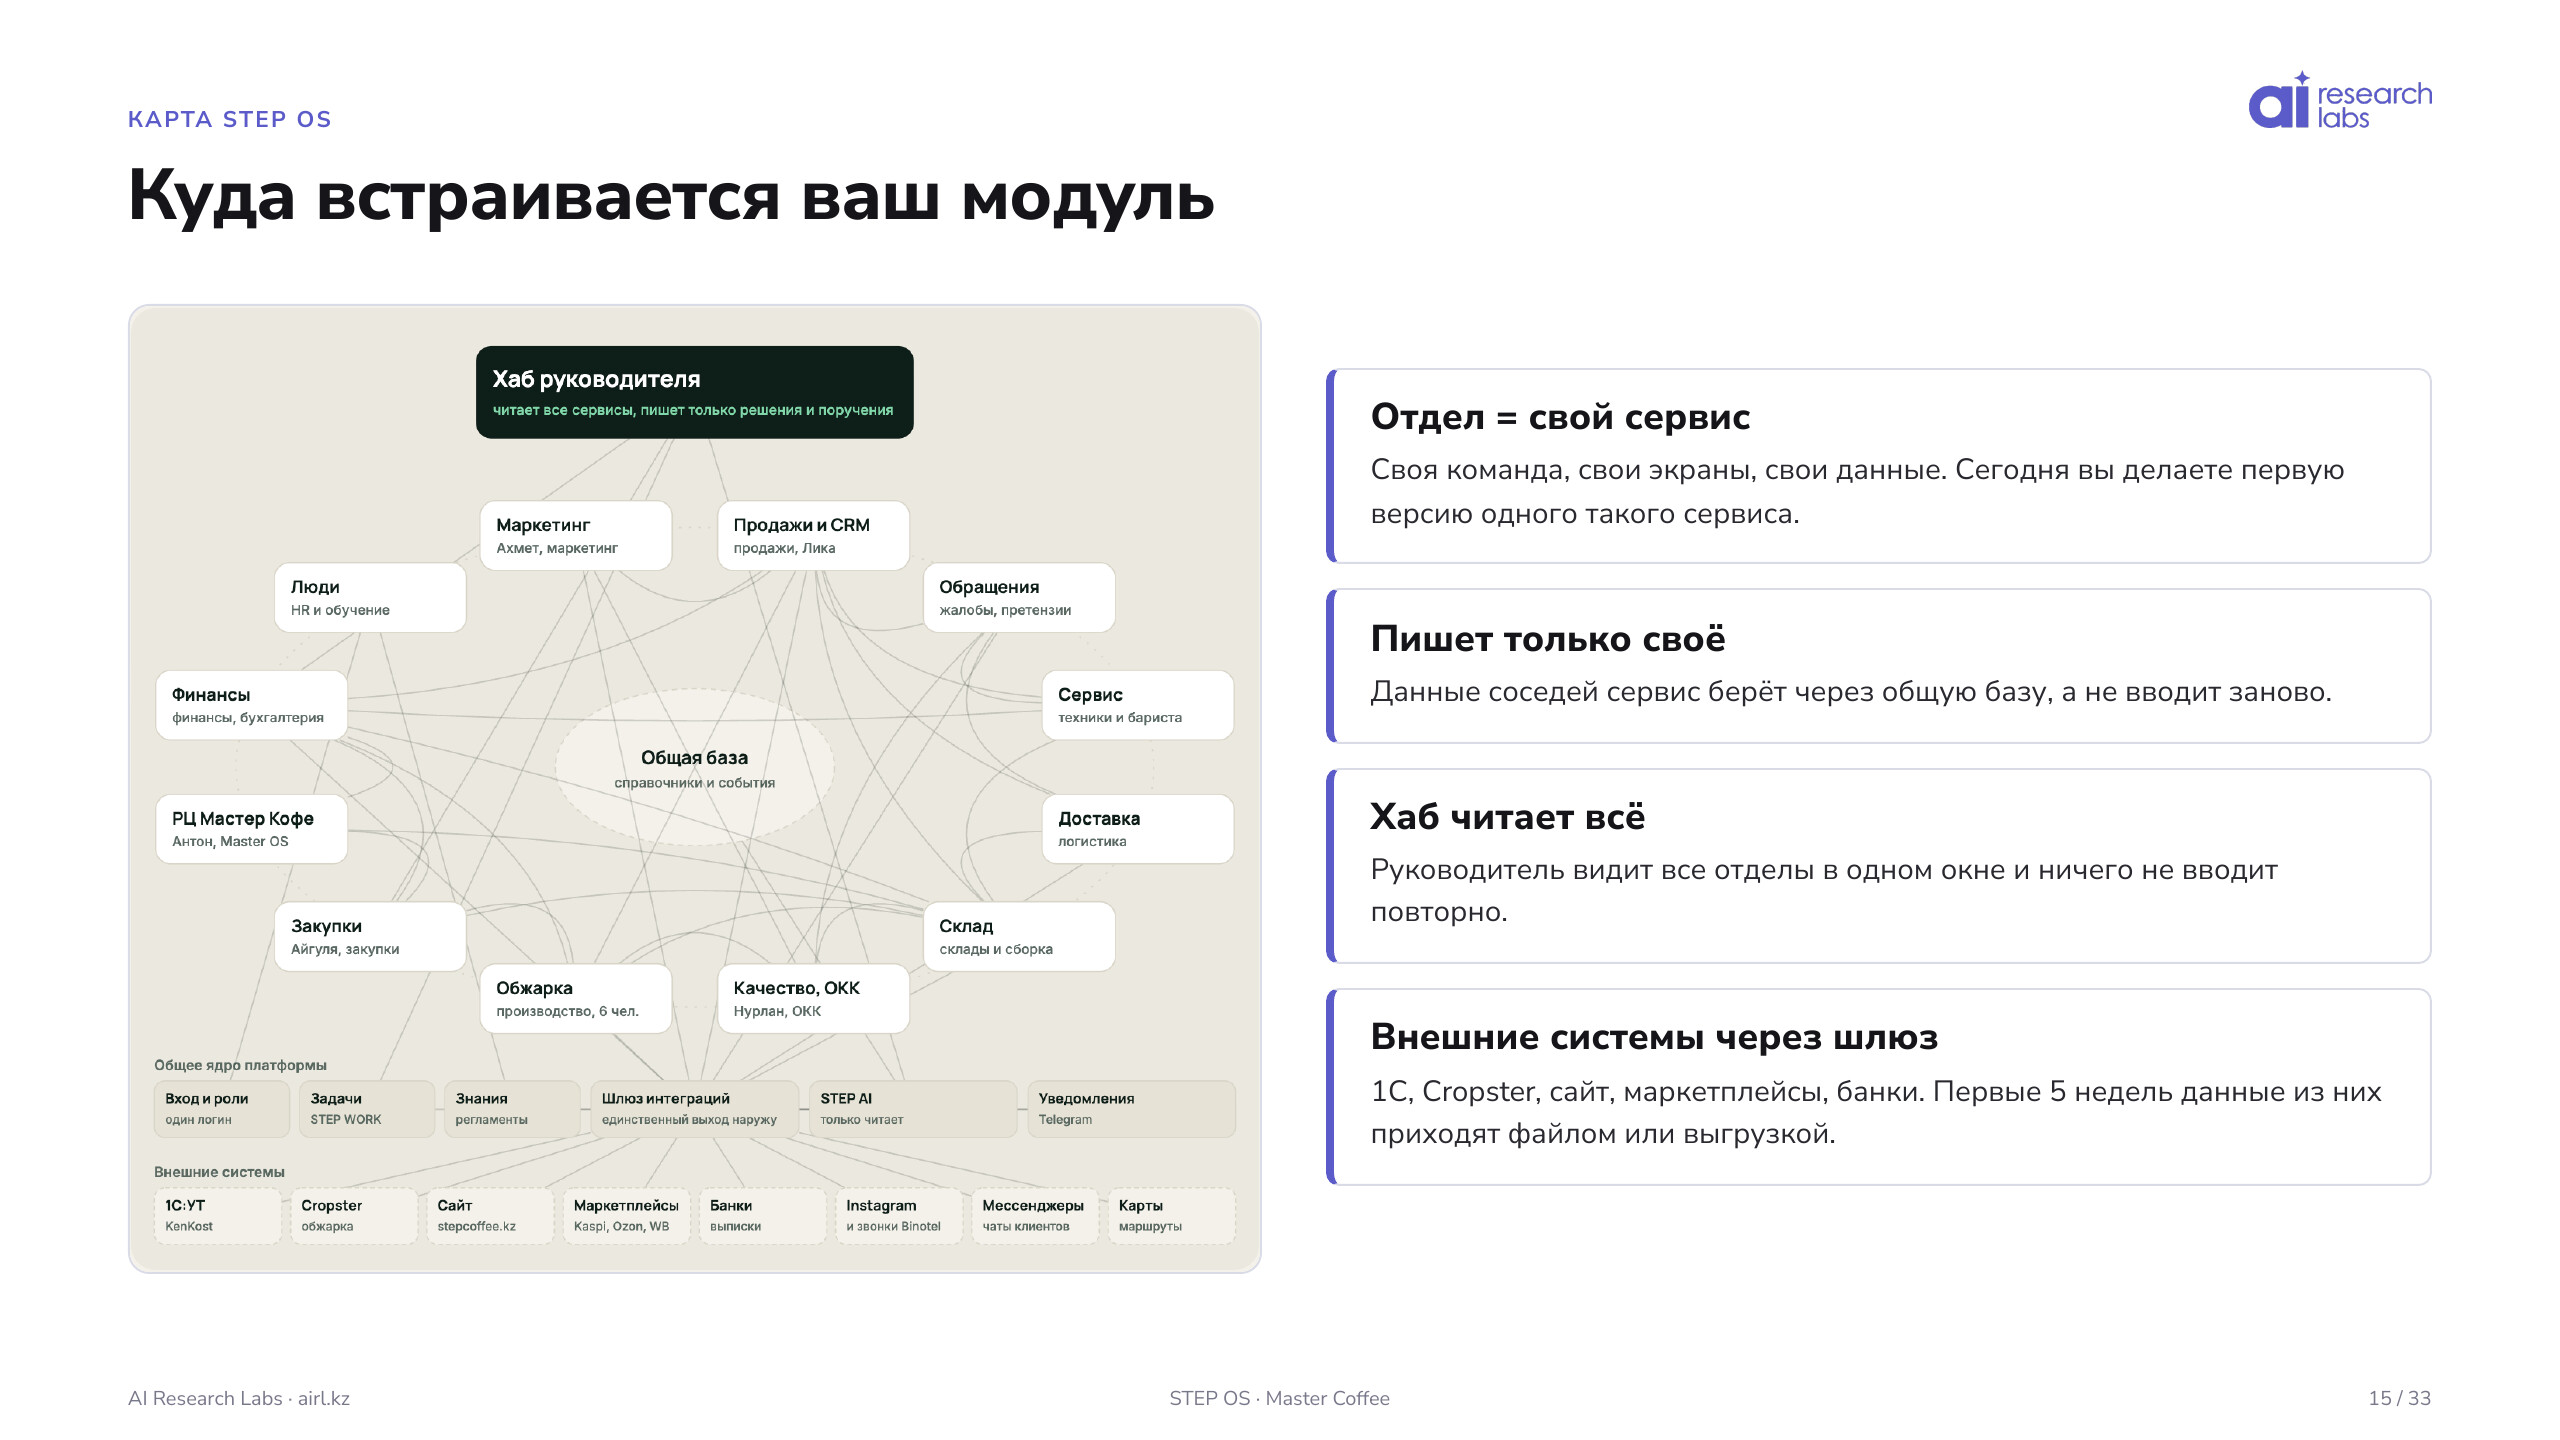 КАРТА STEP OS
ai research labs
Куда встраивается ваш модуль
Хаб руководителя
читает все сервисы, пишет только решения и поручения
Маркетинг
Ахмет, маркетинг
Продажи и CRM
продажи, Лика
Люди
HR и обучение
Обращения
жалобы, претензии
Финансы
финансы, бухгалтерия
Сервис
техники и бариста
Общая база
справочники и события
РЦ Мастер Кофе
Антон, Master OS
Доставка
логистика
Закупки
Айгуля, закупки
Склад
склады и сборка
Обжарка
производство, 6 чел.
Качество, ОКК
Нурлан, ОКК
Общее ядро платформы
Вход и роли
один логин
Задачи
STEP WORK
Знания
регламенты
Шлюз интеграций
единственный выход наружу
STEP AI
только читает
Уведомления
Telegram
Внешние системы
1С:УТ
KenKost
Cropster
обжарка
Сайт
stepcoffee.kz
Маркетплейсы
Kaspi, Ozon, WB
Банки
выписки
Instagram
и звонки Binotel
Мессенджеры
чаты клиентов
Карты
маршруты
Отдел = свой сервис
Своя команда, свои экраны, свои данные. Сегодня вы делаете первую
версию одного такого сервиса.
Пишет только своё
Данные соседей сервис берёт через общую базу, а не вводит заново.
Хаб читает всё
Руководитель видит все отделы в одном окне и ничего не вводит
повторно.
Внешние системы через шлюз
1С, Cropster, сайт, маркетплейсы, банки. Первые 5 недель данные из них
приходят файлом или выгрузкой.
AI Research Labs · airl.kz
STEP OS · Master Coffee
15 / 33